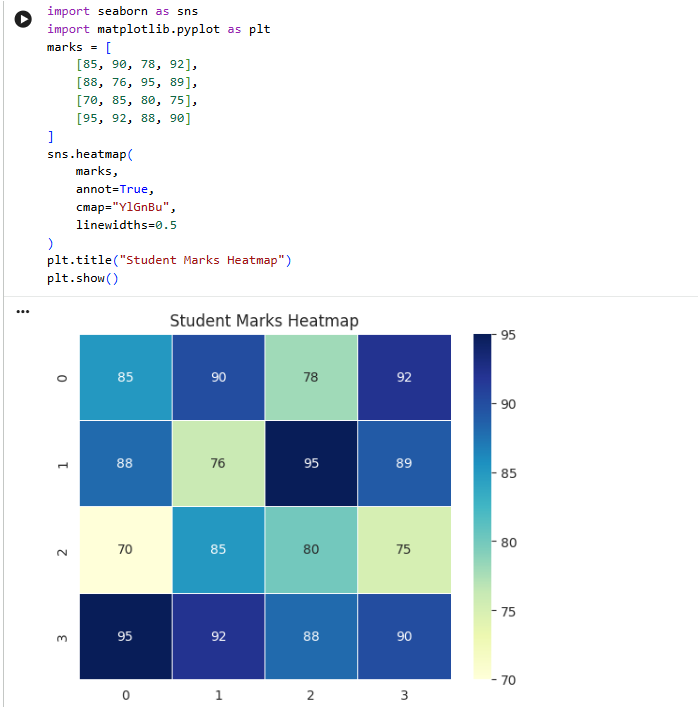 import seaborn as sns
import matplotlib.pyplot as plt
marks = [
    [85, 90, 78, 92],
    [88, 76, 95, 89],
    [70, 85, 80, 75],
    [95, 92, 88, 90]
]
sns.heatmap(
    marks,
    annot=True,
    cmap="YlGnBu",
    linewidths=0.5
)
plt.title("Student Marks Heatmap")
plt.show()
...
Student Marks Heatmap
0 85 90 78 92
1 88 76 95 89
2 70 85 80 75
3 95 92 88 90
0 1 2 3
95
90
85
80
75
70